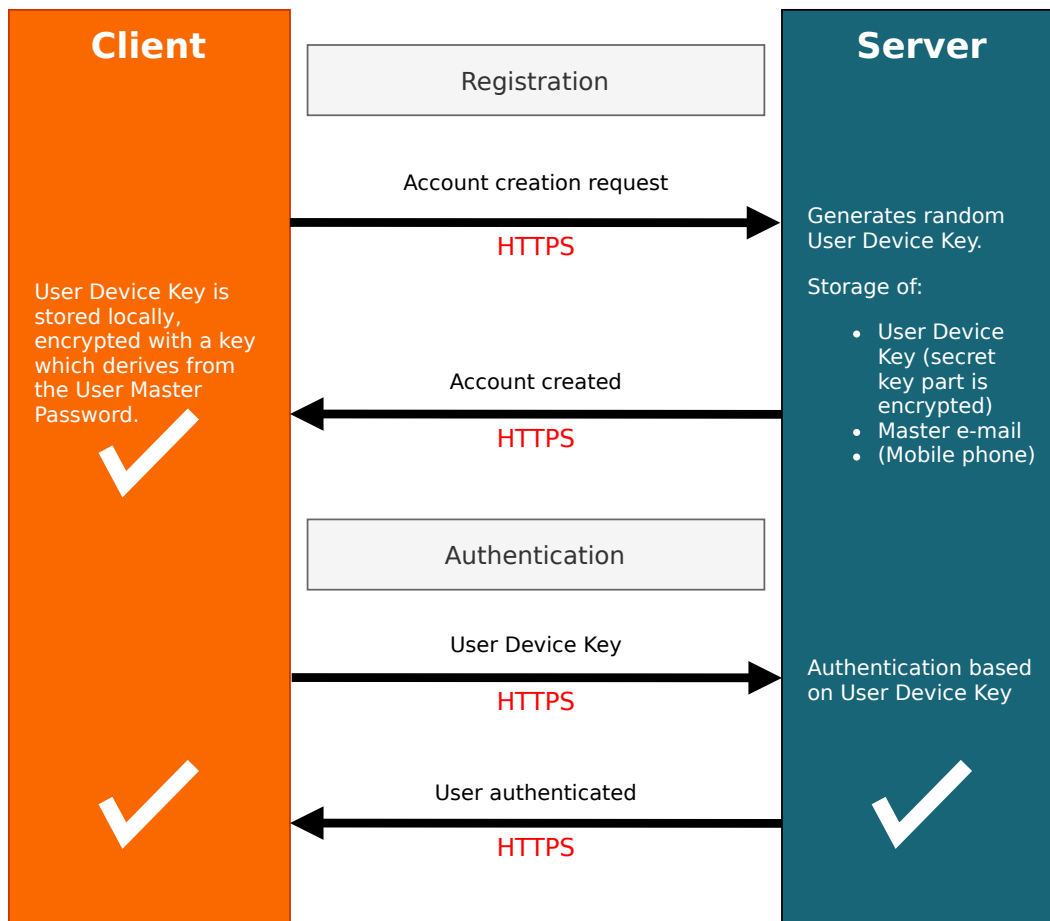 Client
Server
Registration
Account creation request
HTTPS
Generates random
User Device Key.
Storage of:
• User Device
Key (secret
key part is
encrypted)
• Master e-mail
• (Mobile phone)
User Device Key is
stored locally,
encrypted with a key
which derives from
the User Master
Password.
Account created
HTTPS
Authentication
User Device Key
HTTPS
Authentication based
on User Device Key
User authenticated
HTTPS